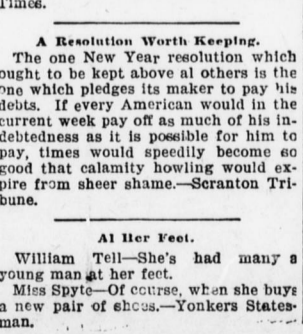 Times.
A Resolution Worth Keeping.
The one New Year resolution which
ought to be kept above al others is the
one which pledges its maker to pay his
debts. If every American would in the
current week pay off as much of his in-
debtedness as it is possible for him to
pay, times would speedily become so
good that calamity howling would ex-
pire from sheer shame.—Scranton Tri-
bune.
At Her Feet.
William Tell—She's had many a
young man at her feet.
Miss Spyte—Of course, when she buys
a new pair of shoes.—Yonkers States-
man.